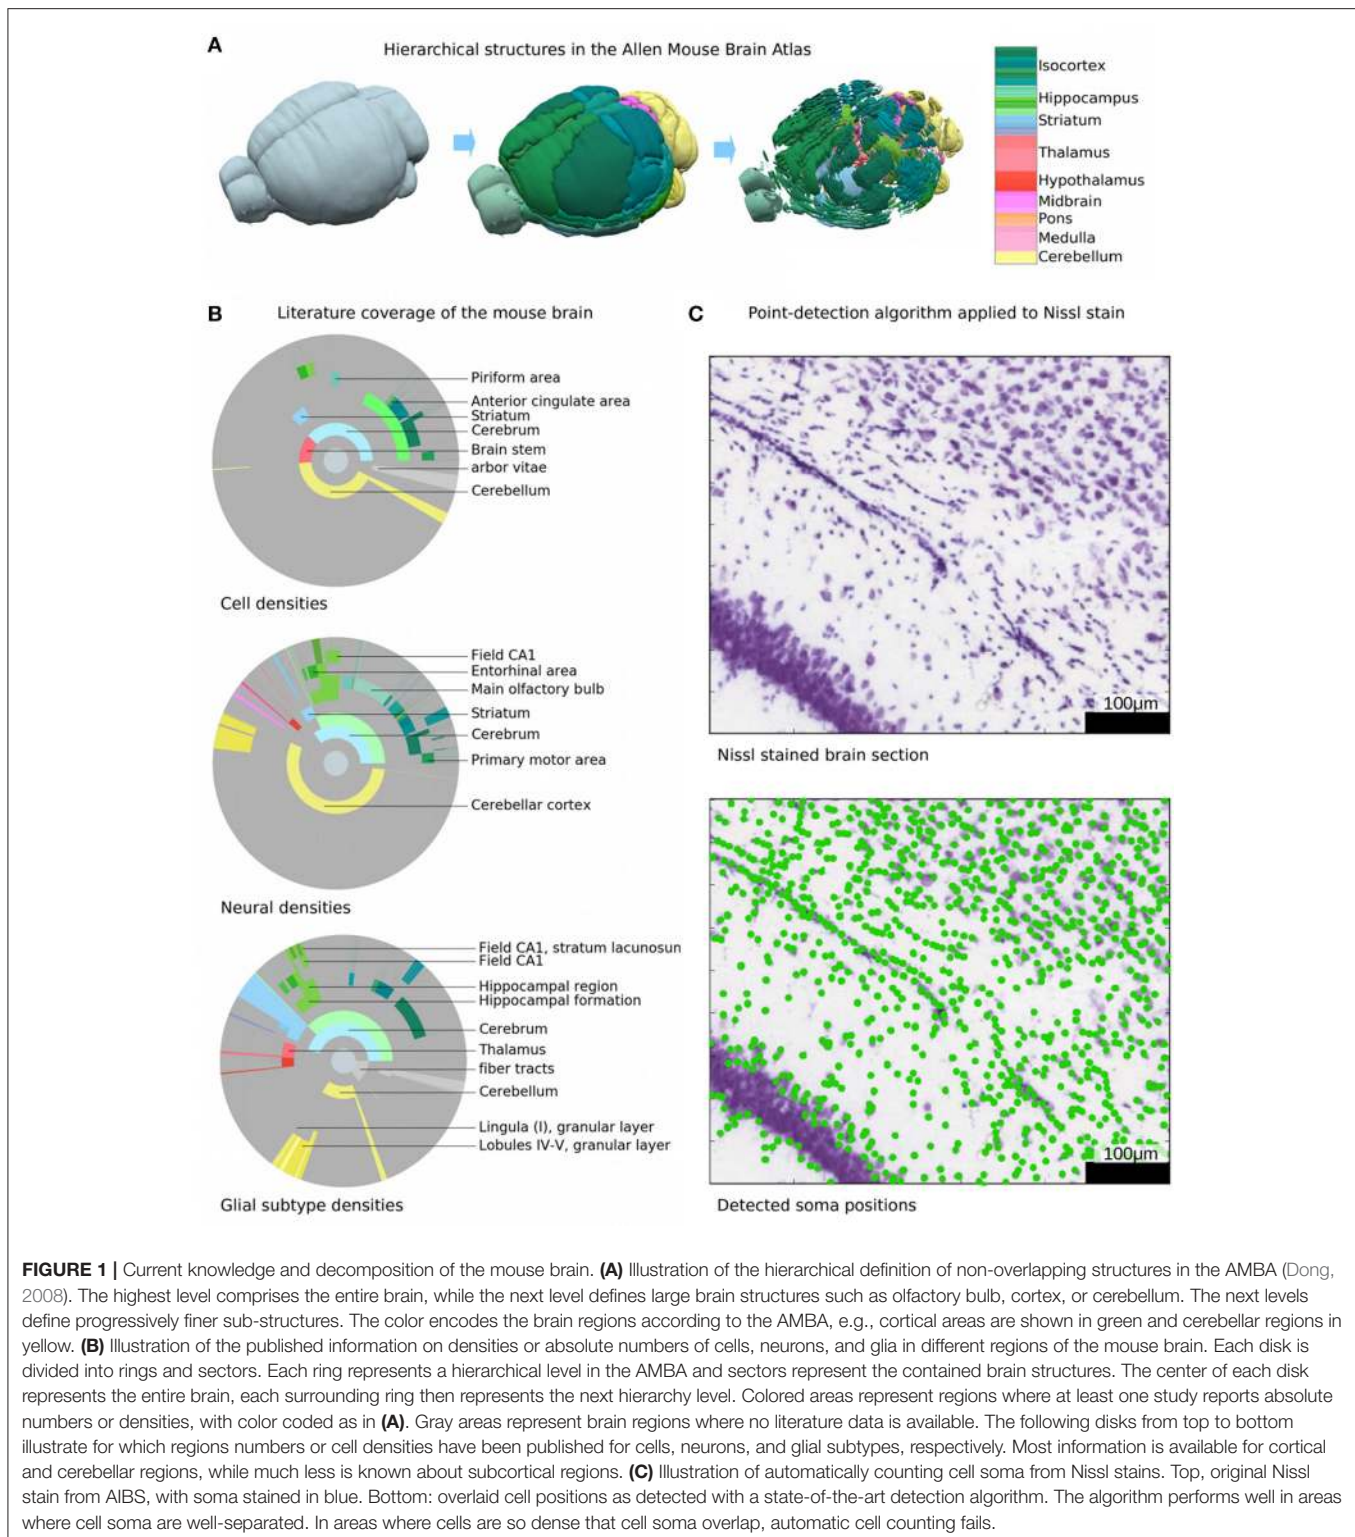 A
Hierarchical structures in the Allen Mouse Brain Atlas
Isocortex
Hippocampus
Striatum
Thalamus
Hypothalamus
Midbrain
Pons
Medulla
Cerebellum
B
Literature coverage of the mouse brain
Piriform area
Anterior cingulate area
Striatum
Cerebrum
Brain stem
arbor vitae
Cerebellum
Cell densities
Field CA1
Entorhinal area
Main olfactory bulb
Striatum
Cerebrum
Primary motor area
Cerebellar cortex
Neural densities
Field CA1, stratum lacunosun
Field CA1
Hippocampal region
Hippocampal formation
Cerebrum
Thalamus
fiber tracts
Cerebellum
Lingula (I), granular layer
Lobules IV-V, granular layer
Glial subtype densities
C
Point-detection algorithm applied to Nissl stain
100µm
Nissl stained brain section
100µm
Detected soma positions
FIGURE 1 | Current knowledge and decomposition of the mouse brain. (A) Illustration of the hierarchical definition of non-overlapping structures in the AMBA (Dong,
2008). The highest level comprises the entire brain, while the next level defines large brain structures such as olfactory bulb, cortex, or cerebellum. The next levels
define progressively finer sub-structures. The color encodes the brain regions according to the AMBA, e.g., cortical areas are shown in green and cerebellar regions in
yellow. (B) Illustration of the published information on densities or absolute numbers of cells, neurons, and glia in different regions of the mouse brain. Each disk is
divided into rings and sectors. Each ring represents a hierarchical level in the AMBA and sectors represent the contained brain structures. The center of each disk
represents the entire brain, each surrounding ring then represents the next hierarchy level. Colored areas represent regions where at least one study reports absolute
numbers or densities, with color coded as in (A). Gray areas represent brain regions where no literature data is available. The following disks from top to bottom
illustrate for which regions numbers or cell densities have been published for cells, neurons, and glial subtypes, respectively. Most information is available for cortical
and cerebellar regions, while much less is known about subcortical regions. (C) Illustration of automatically counting cell soma from Nissl stains. Top, original Nissl
stain from AIBS, with soma stained in blue. Bottom: overlaid cell positions as detected with a state-of-the-art detection algorithm. The algorithm performs well in areas
where cell soma are well-separated. In areas where cells are so dense that cell soma overlap, automatic cell counting fails.